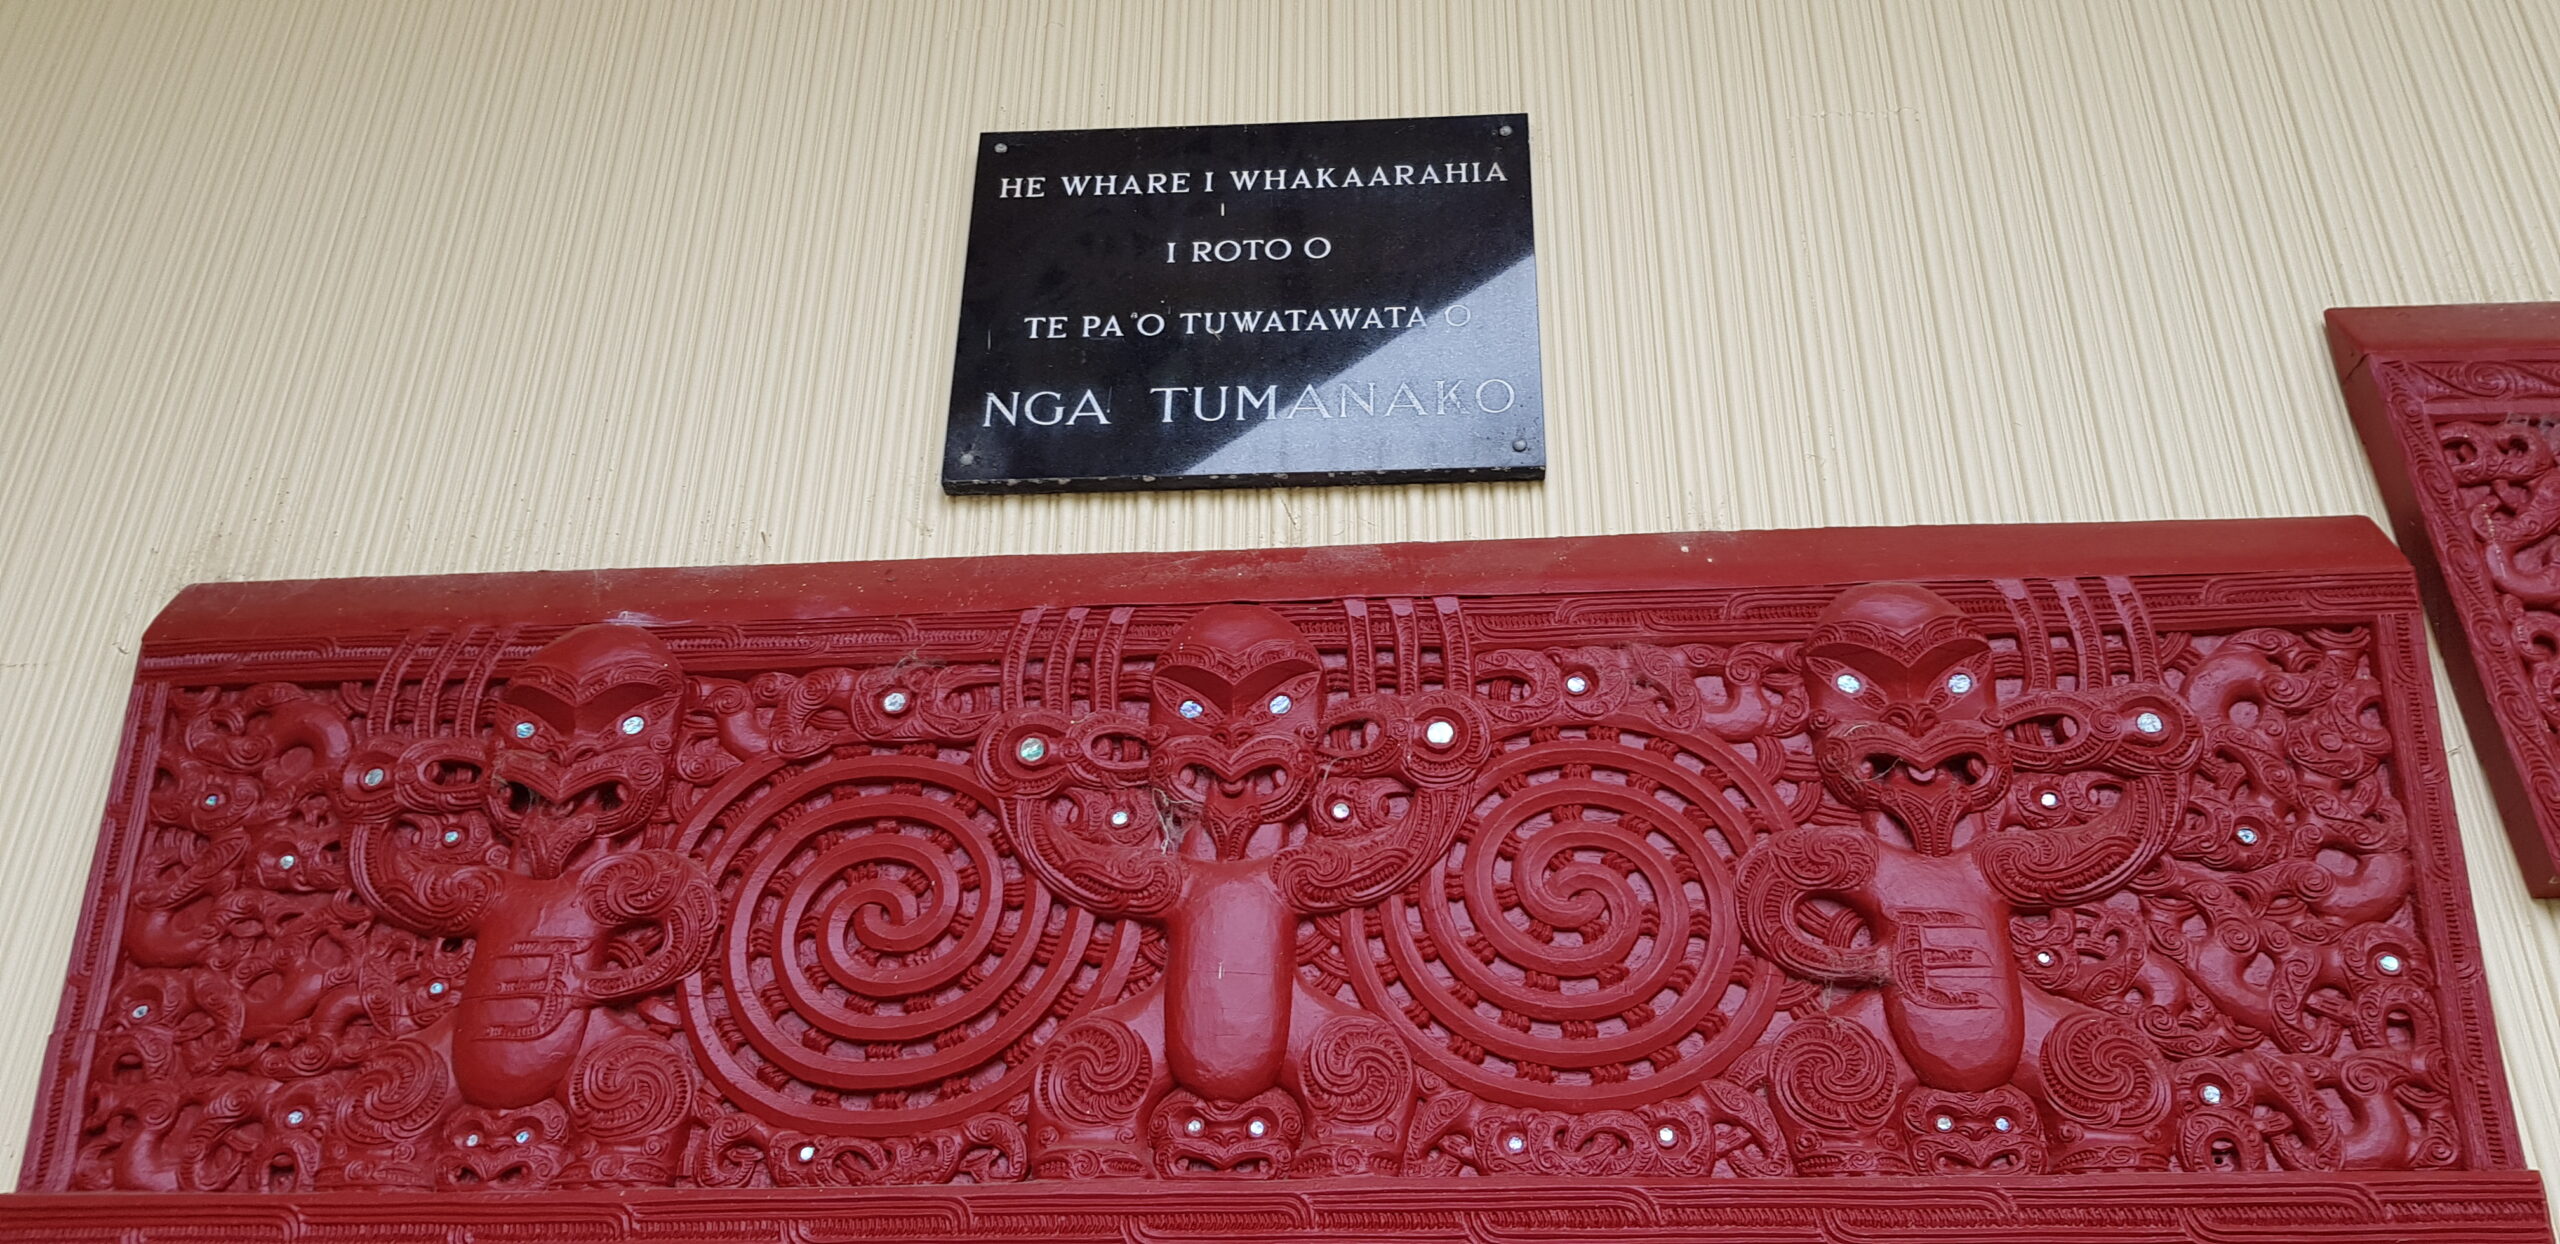 HE WHARE I WHAKAARAHIA
I ROTO O
TE PA O TUWATAWATA O
NGA TUMANAKO